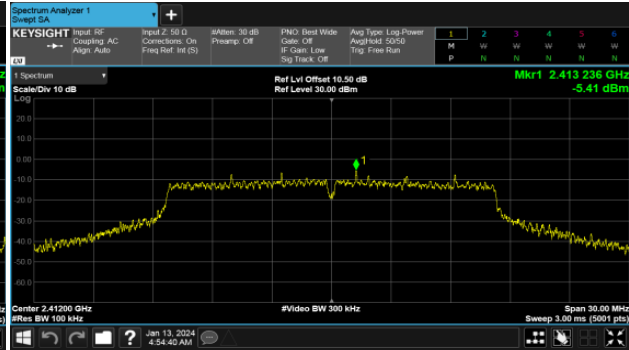 Spectrum Analyzer 1
Swept SA
+
KEYSIGHT
Input: RF
Coupling: AC
Align: Auto
Input Z: 50 Ω
Corrections: On
Freq Ref: Int (S)
#Atten: 30 dB
Preamp: Off
PNO: Best Wide
Gate: Off
IF Gain: Low
Sig Track: Off
Avg Type: Log-Power
Avg|Hold: 50/50
Trig: Free Run
1 2 3 4 5 6
M W W W W W
P N N N N N
LXI
1 Spectrum
Scale/Div 10 dB
Ref Lvl Offset 10.50 dB
Ref Level 30.00 dBm
Mkr1 2.413 236 GHz
-5.41 dBm
Log
20.0
10.0
0.00
1
-10.0
-20.0
-30.0
-40.0
-50.0
-60.0
Center 2.41200 GHz
#Video BW 300 kHz
Span 30.00 MHz
#Res BW 100 kHz
Sweep 3.00 ms (5001 pts)
?
Jan 13, 2024
4:54:40 AM